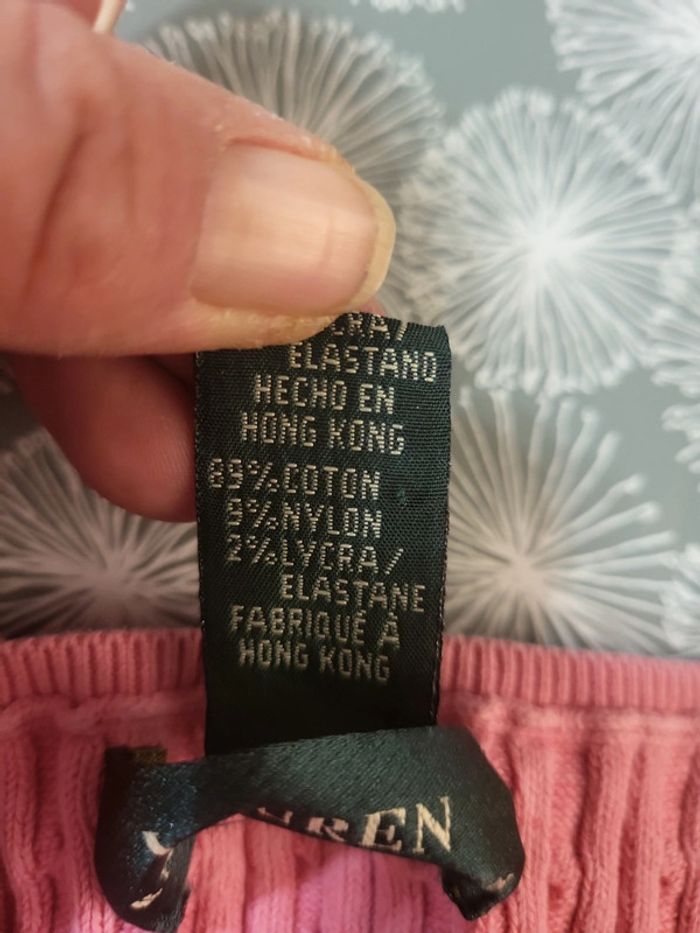 ELASTANO
HECHO EN
HONG KONG
89% COTON
9% NYLON
2% LYCRA/
ELASTANE
FABRIQUÉ À
HONG KONG